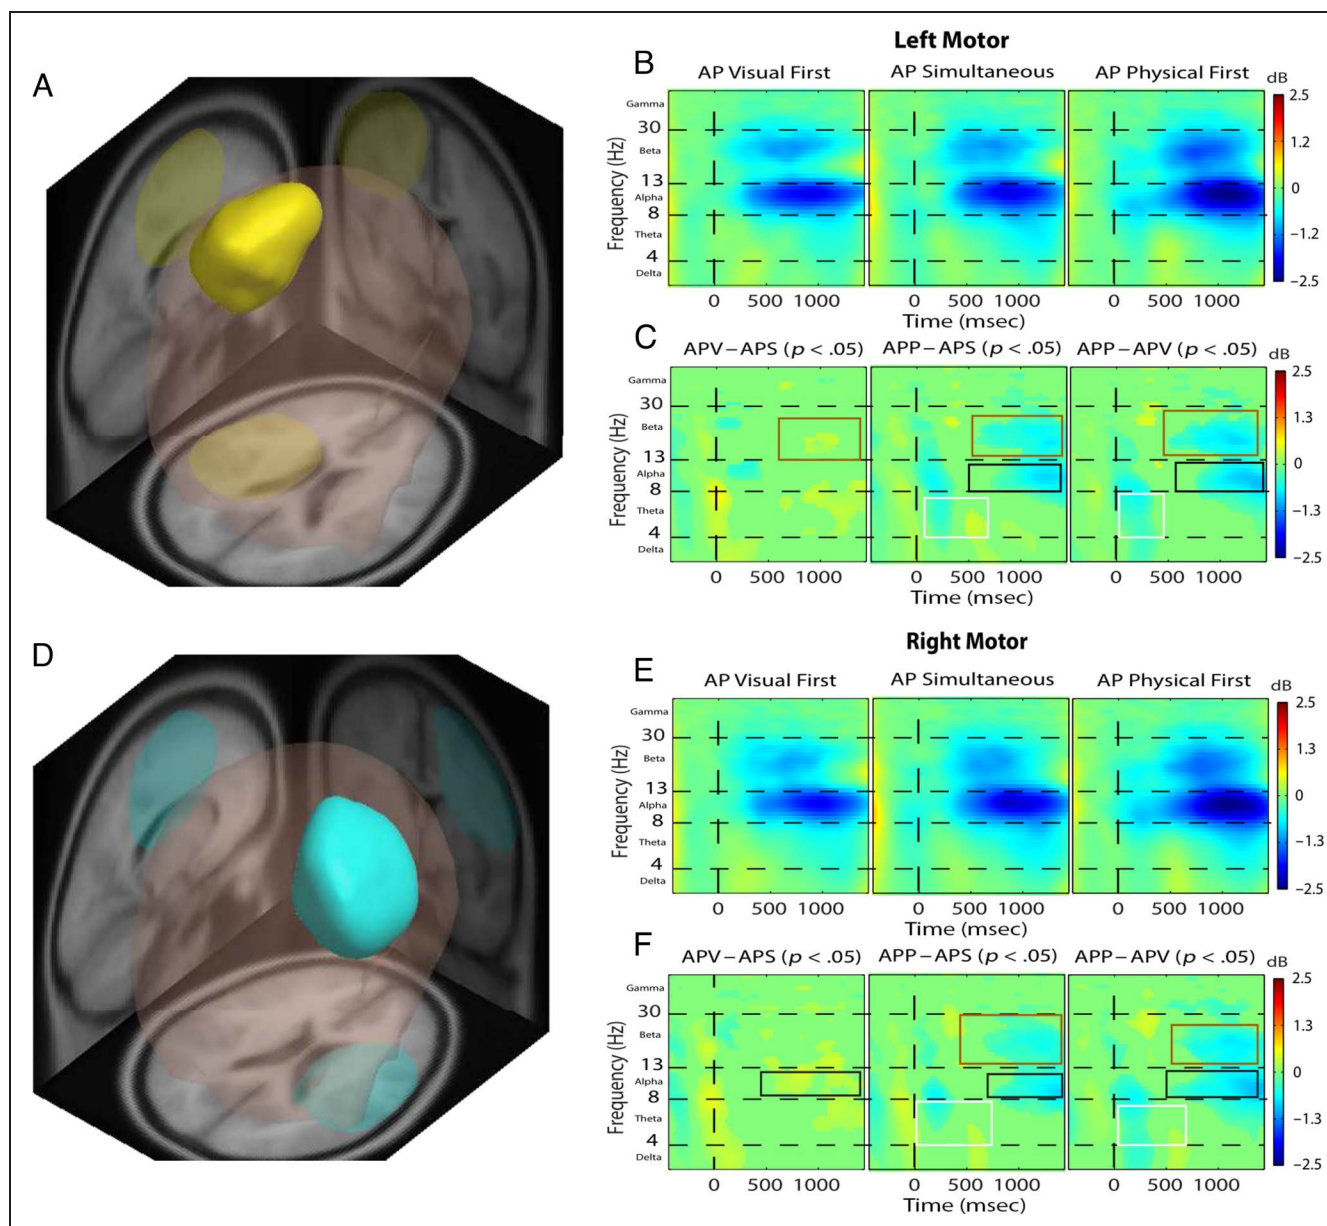 A
Left Motor
B
AP Visual First AP Simultaneous AP Physical First dB
Gamma
30
Beta
13
Alpha
8
Theta
4
Delta
Frequency (Hz)
2.5
1.2
0
−1.2
−2.5
0 500 1000 0 500 1000 0 500 1000
Time (msec)
C
APV−APS (p < .05) APP−APS (p < .05) APP−APV (p < .05) dB
Gamma
30
Beta
13
Alpha
8
Theta
4
Delta
Frequency (Hz)
2.5
1.3
0
−1.3
−2.5
0 500 1000 0 500 1000 0 500 1000
Time (msec)
D
Right Motor
E
AP Visual First AP Simultaneous AP Physical First dB
Gamma
30
Beta
13
Alpha
8
Theta
4
Delta
Frequency (Hz)
2.5
1.3
0
−1.3
−2.5
0 500 1000 0 500 1000 0 500 1000
Time (msec)
F
APV−APS (p < .05) APP−APS (p < .05) APP−APV (p < .05) dB
Gamma
30
Beta
13
Alpha
8
Theta
4
Delta
Frequency (Hz)
2.5
1.3
0
−1.3
−2.5
0 500 1000 0 500 1000 0 500 1000
Time (msec)